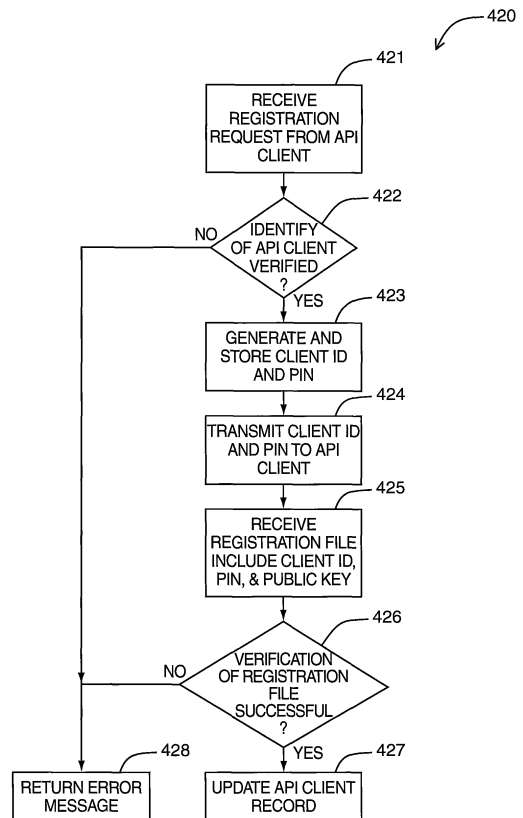 420
421
RECEIVE
REGISTRATION
REQUEST FROM API
CLIENT
422
NO
IDENTIFY
OF API CLIENT
VERIFIED
?
YES
423
GENERATE AND
STORE CLIENT ID
AND PIN
424
TRANSMIT CLIENT ID
AND PIN TO API
CLIENT
425
RECEIVE
REGISTRATION FILE
INCLUDE CLIENT ID,
PIN, & PUBLIC KEY
426
NO
VERIFICATION
OF REGISTRATION
FILE
SUCCESSFUL
?
YES
428
RETURN ERROR
MESSAGE
427
UPDATE API CLIENT
RECORD